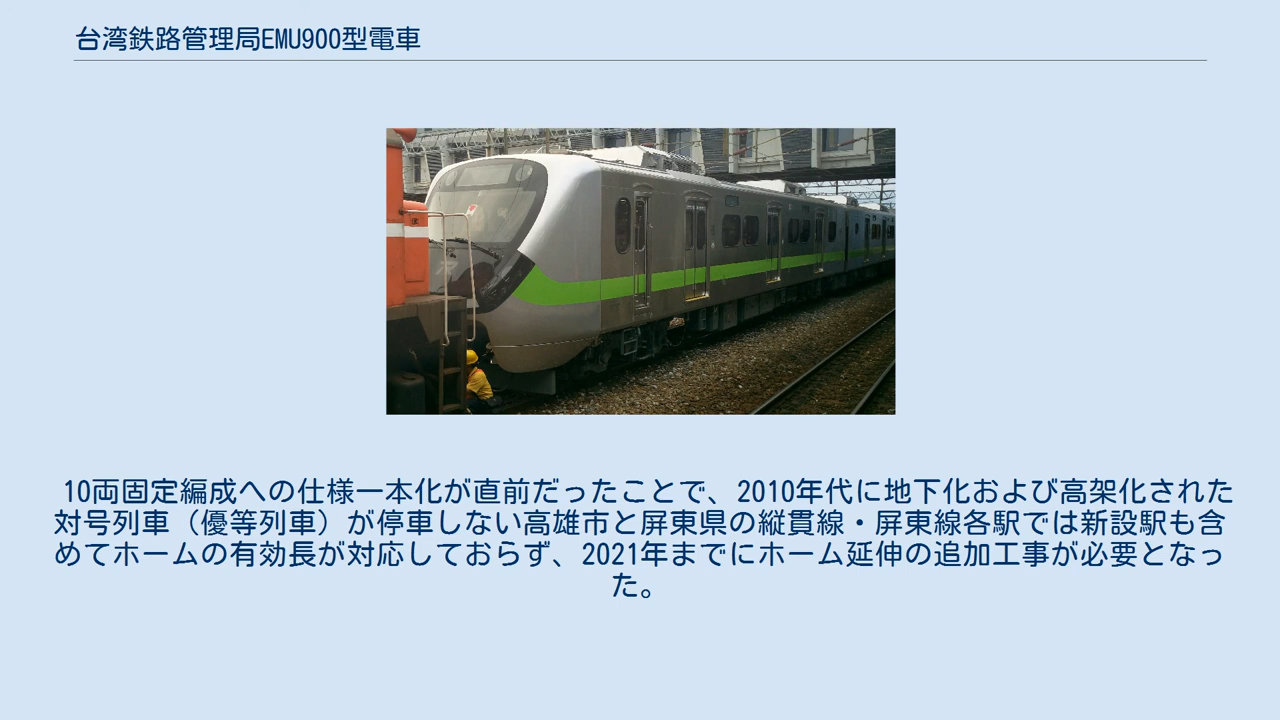 台湾鉄路管理局EMU900型電車
10両固定編成への仕様一本化が直前だったことで、2010年代に地下化および高架化された
対号列車（優等列車）が停車しない高雄市と屏東県の縦貫線・屏東線各駅では新設駅も含
めてホームの有効長が対応しておらず、2021年までにホーム延伸の追加工事が必要となっ
た。